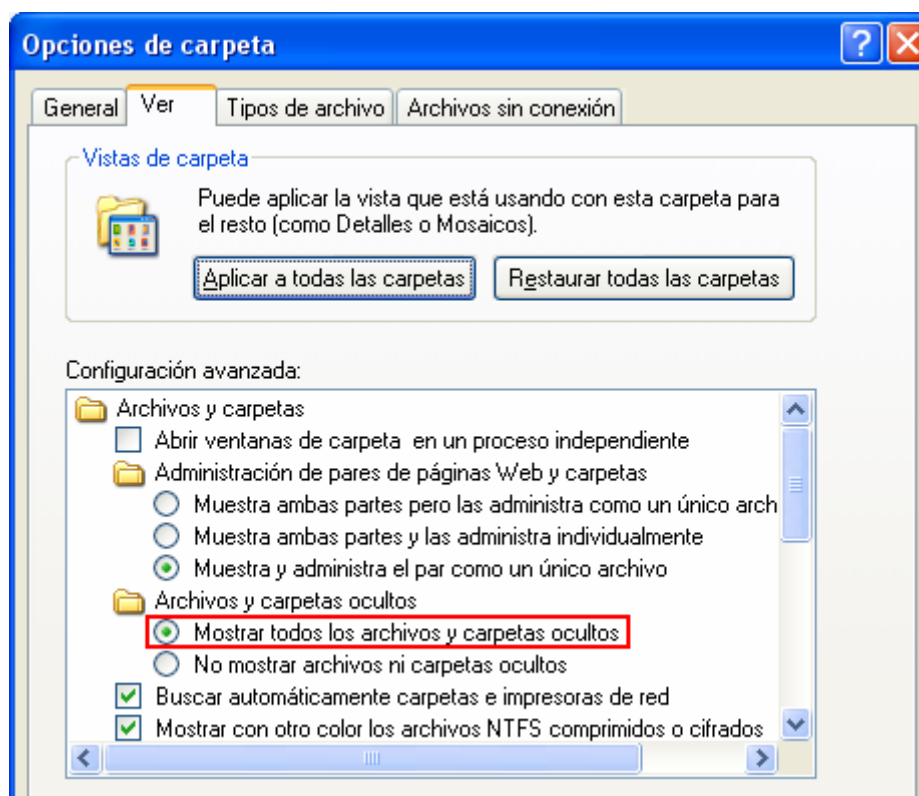 Opciones de carpeta
General Ver Tipos de archivo Archivos sin conexión
Vistas de carpeta
Puede aplicar la vista que está usando con esta carpeta para
el resto (como Detalles o Mosaicos).
Aplicar a todas las carpetas Restaurar todas las carpetas
Configuración avanzada:
Archivos y carpetas
Abrir ventanas de carpeta en un proceso independiente
Administración de pares de páginas Web y carpetas
Muestra ambas partes pero las administra como un único arch
Muestra ambas partes y las administra individualmente
Muestra y administra el par como un único archivo
Archivos y carpetas ocultos
Mostrar todos los archivos y carpetas ocultos
No mostrar archivos ni carpetas ocultos
Buscar automáticamente carpetas e impresoras de red
Mostrar con otro color los archivos NTFS comprimidos o cifrados